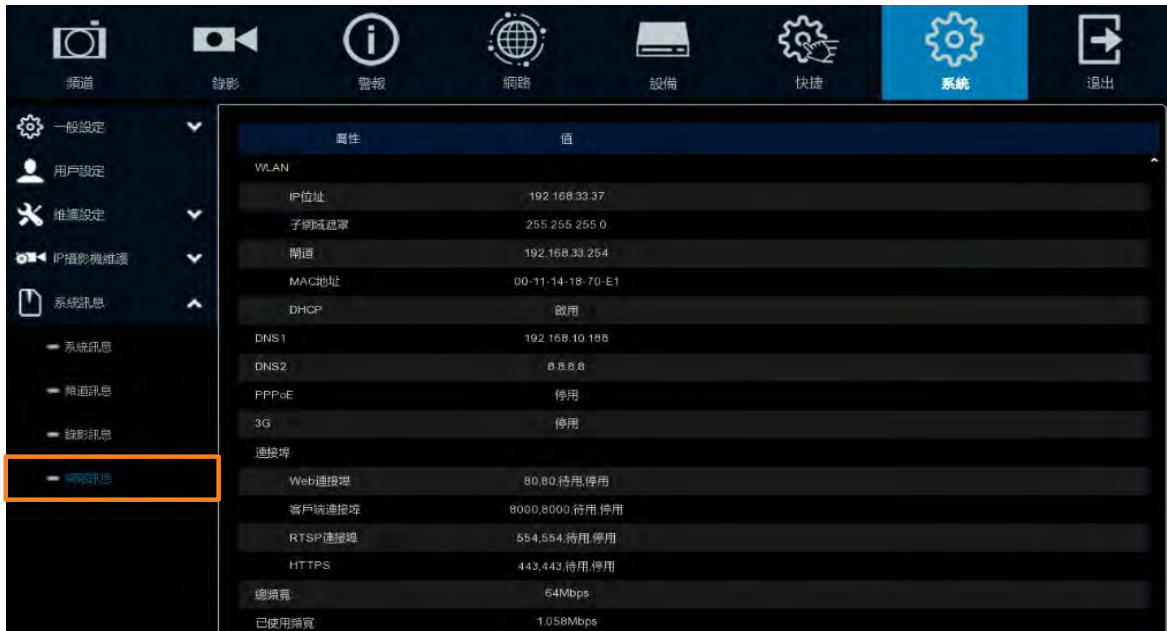 頻道 錄影 警報 網路 設備 快捷 系統 退出
一般設定
用戶設定
維護設定
IP攝影機維護
系統訊息
系統訊息
頻道訊息
錄影訊息
網路訊息
屬性 值
WLAN
IP位址 192.168.33.37
子網域遮罩 255.255.255.0
閘道 192.168.33.254
MAC地址 00-11-14-18-70-E1
DHCP 啟用
DNS1 192.168.10.188
DNS2 8.8.8.8
PPPoE 停用
3G 停用
連接埠
Web連接埠 80,80,待用,停用
客戶端連接埠 8000,8000,待用,停用
RTSP連接埠 554,554,待用,停用
HTTPS 443,443,待用,停用
總頻寬 64Mbps
已使用頻寬 1.058Mbps